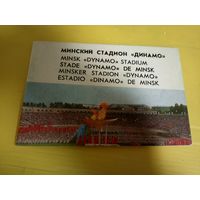 МИНСКИЙ СТАДИОН «ДИНАМО»
MINSK «DYNAMO» STADIUM
STADE «DYNAMO» DE MINSK
MINSKER STADION «DYNAMO»
ESTADIO «DINAMO» DE MINSK